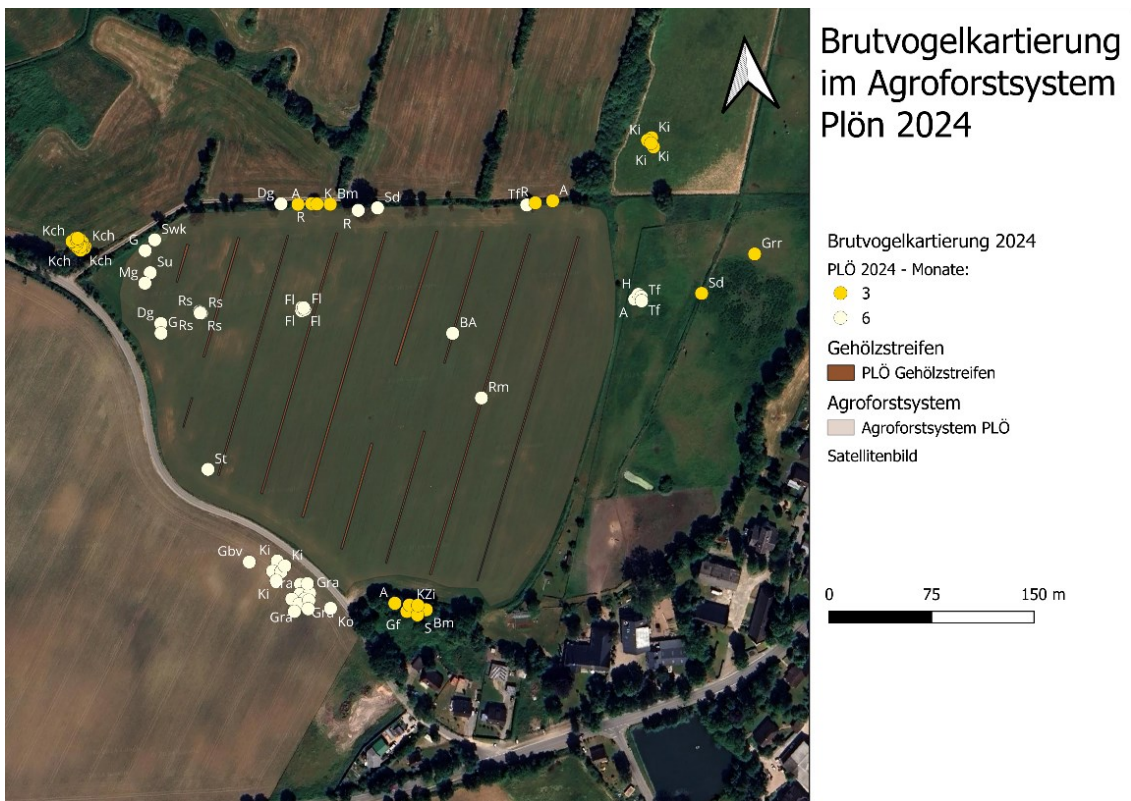 Brutvogelkartierung
im Agroforstsystem
Plön 2024
Ki Ki
Ki Ki
Dg A K Bm Sd TfR A
R R
Kch Kch
Kch Kch
Swk
G
Su
Mg
Grr
Sd
H Tf
A Tf
Rs Rs
Rs Rs
Dg G
Fl Fl
Fl Fl
BA
Rm
St
Gbv Ki Ki
Ki
Gra
Gra
Ko
A KZi
Gf S Bm
Brutvogelkartierung 2024
PLÖ 2024 - Monate:
3
6
Gehölzstreifen
PLÖ Gehölzstreifen
Agroforstsystem
Agroforstsystem PLÖ
Satellitenbild
0 75 150 m